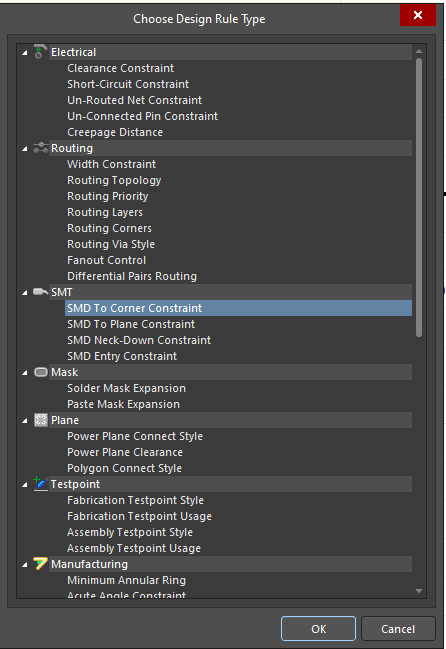 Choose Design Rule Type
Electrical
Clearance Constraint
Short-Circuit Constraint
Un-Routed Net Constraint
Un-Connected Pin Constraint
Creepage Distance
Routing
Width Constraint
Routing Topology
Routing Priority
Routing Layers
Routing Corners
Routing Via Style
Fanout Control
Differential Pairs Routing
SMT
SMD To Corner Constraint
SMD To Plane Constraint
SMD Neck-Down Constraint
SMD Entry Constraint
Mask
Solder Mask Expansion
Paste Mask Expansion
Plane
Power Plane Connect Style
Power Plane Clearance
Polygon Connect Style
Testpoint
Fabrication Testpoint Style
Fabrication Testpoint Usage
Assembly Testpoint Style
Assembly Testpoint Usage
Manufacturing
Minimum Annular Ring
Acute Angle Constraint
OK Cancel